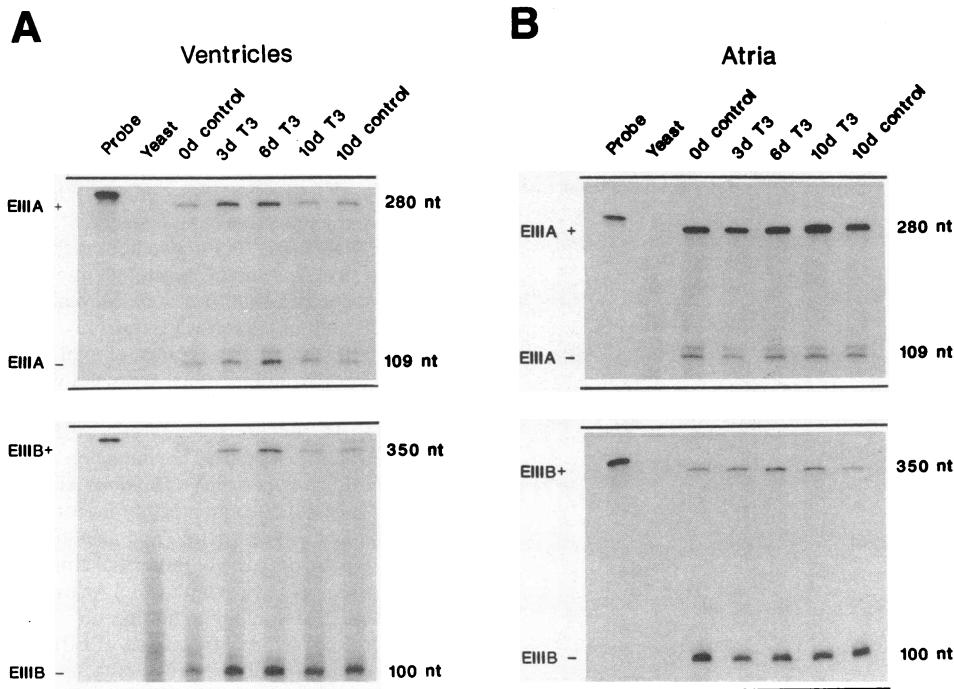 A
Ventricles
Probe Yeast 0d control 3d T3 6d T3 10d T3 10d control
EIIIA + 280 nt
EIIIA – 109 nt
EIIIB+ 350 nt
EIIIB – 100 nt
B
Atria
Probe Yeast 0d control 3d T3 6d T3 10d T3 10d control
EIIIA + 280 nt
EIIIA – 109 nt
EIIIB+ 350 nt
EIIIB – 100 nt